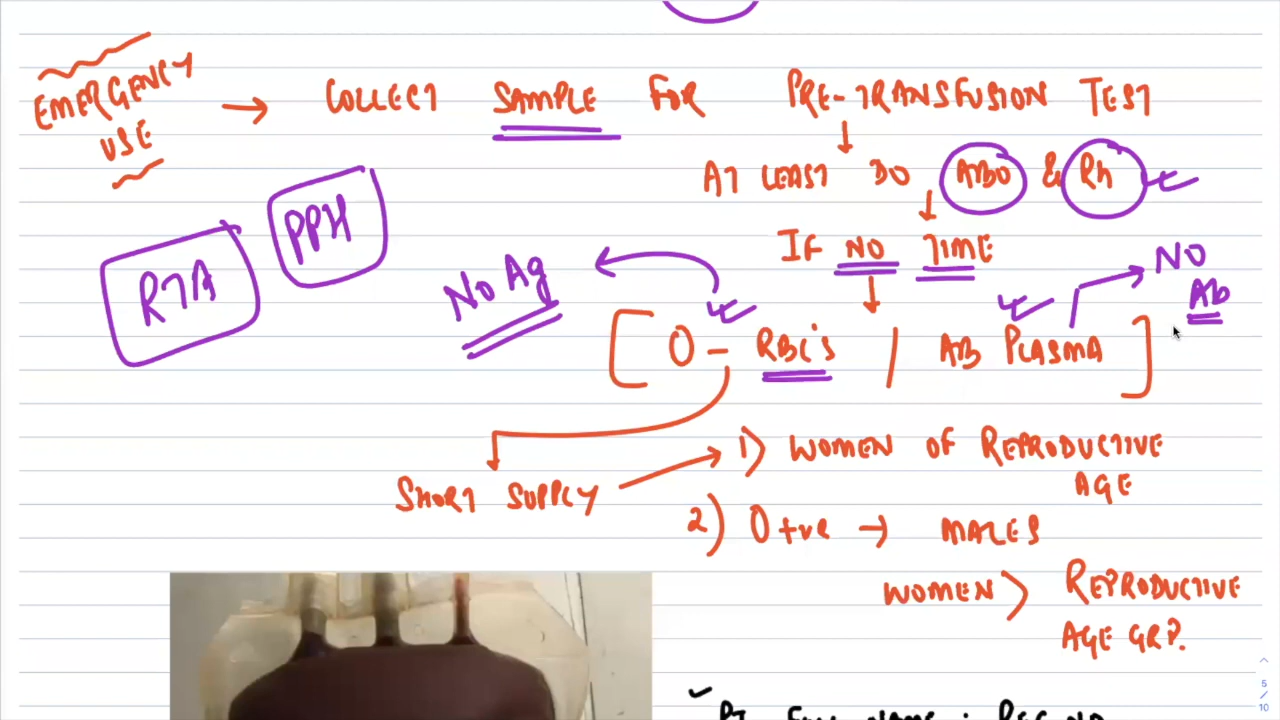 EMERGENCY USE → COLLECT SAMPLE FOR PRE-TRANSFUSION TEST
AT LEAST DO ABO & Rh
IF NO TIME
RTA
PPH
No Ag
NO Ab
[ O - RBC's / AB PLASMA ]
SHORT SUPPLY → 1) WOMEN OF REPRODUCTIVE AGE
2) O +ve → MALES
WOMEN > REPRODUCTIVE AGE GRP.
5 / 10